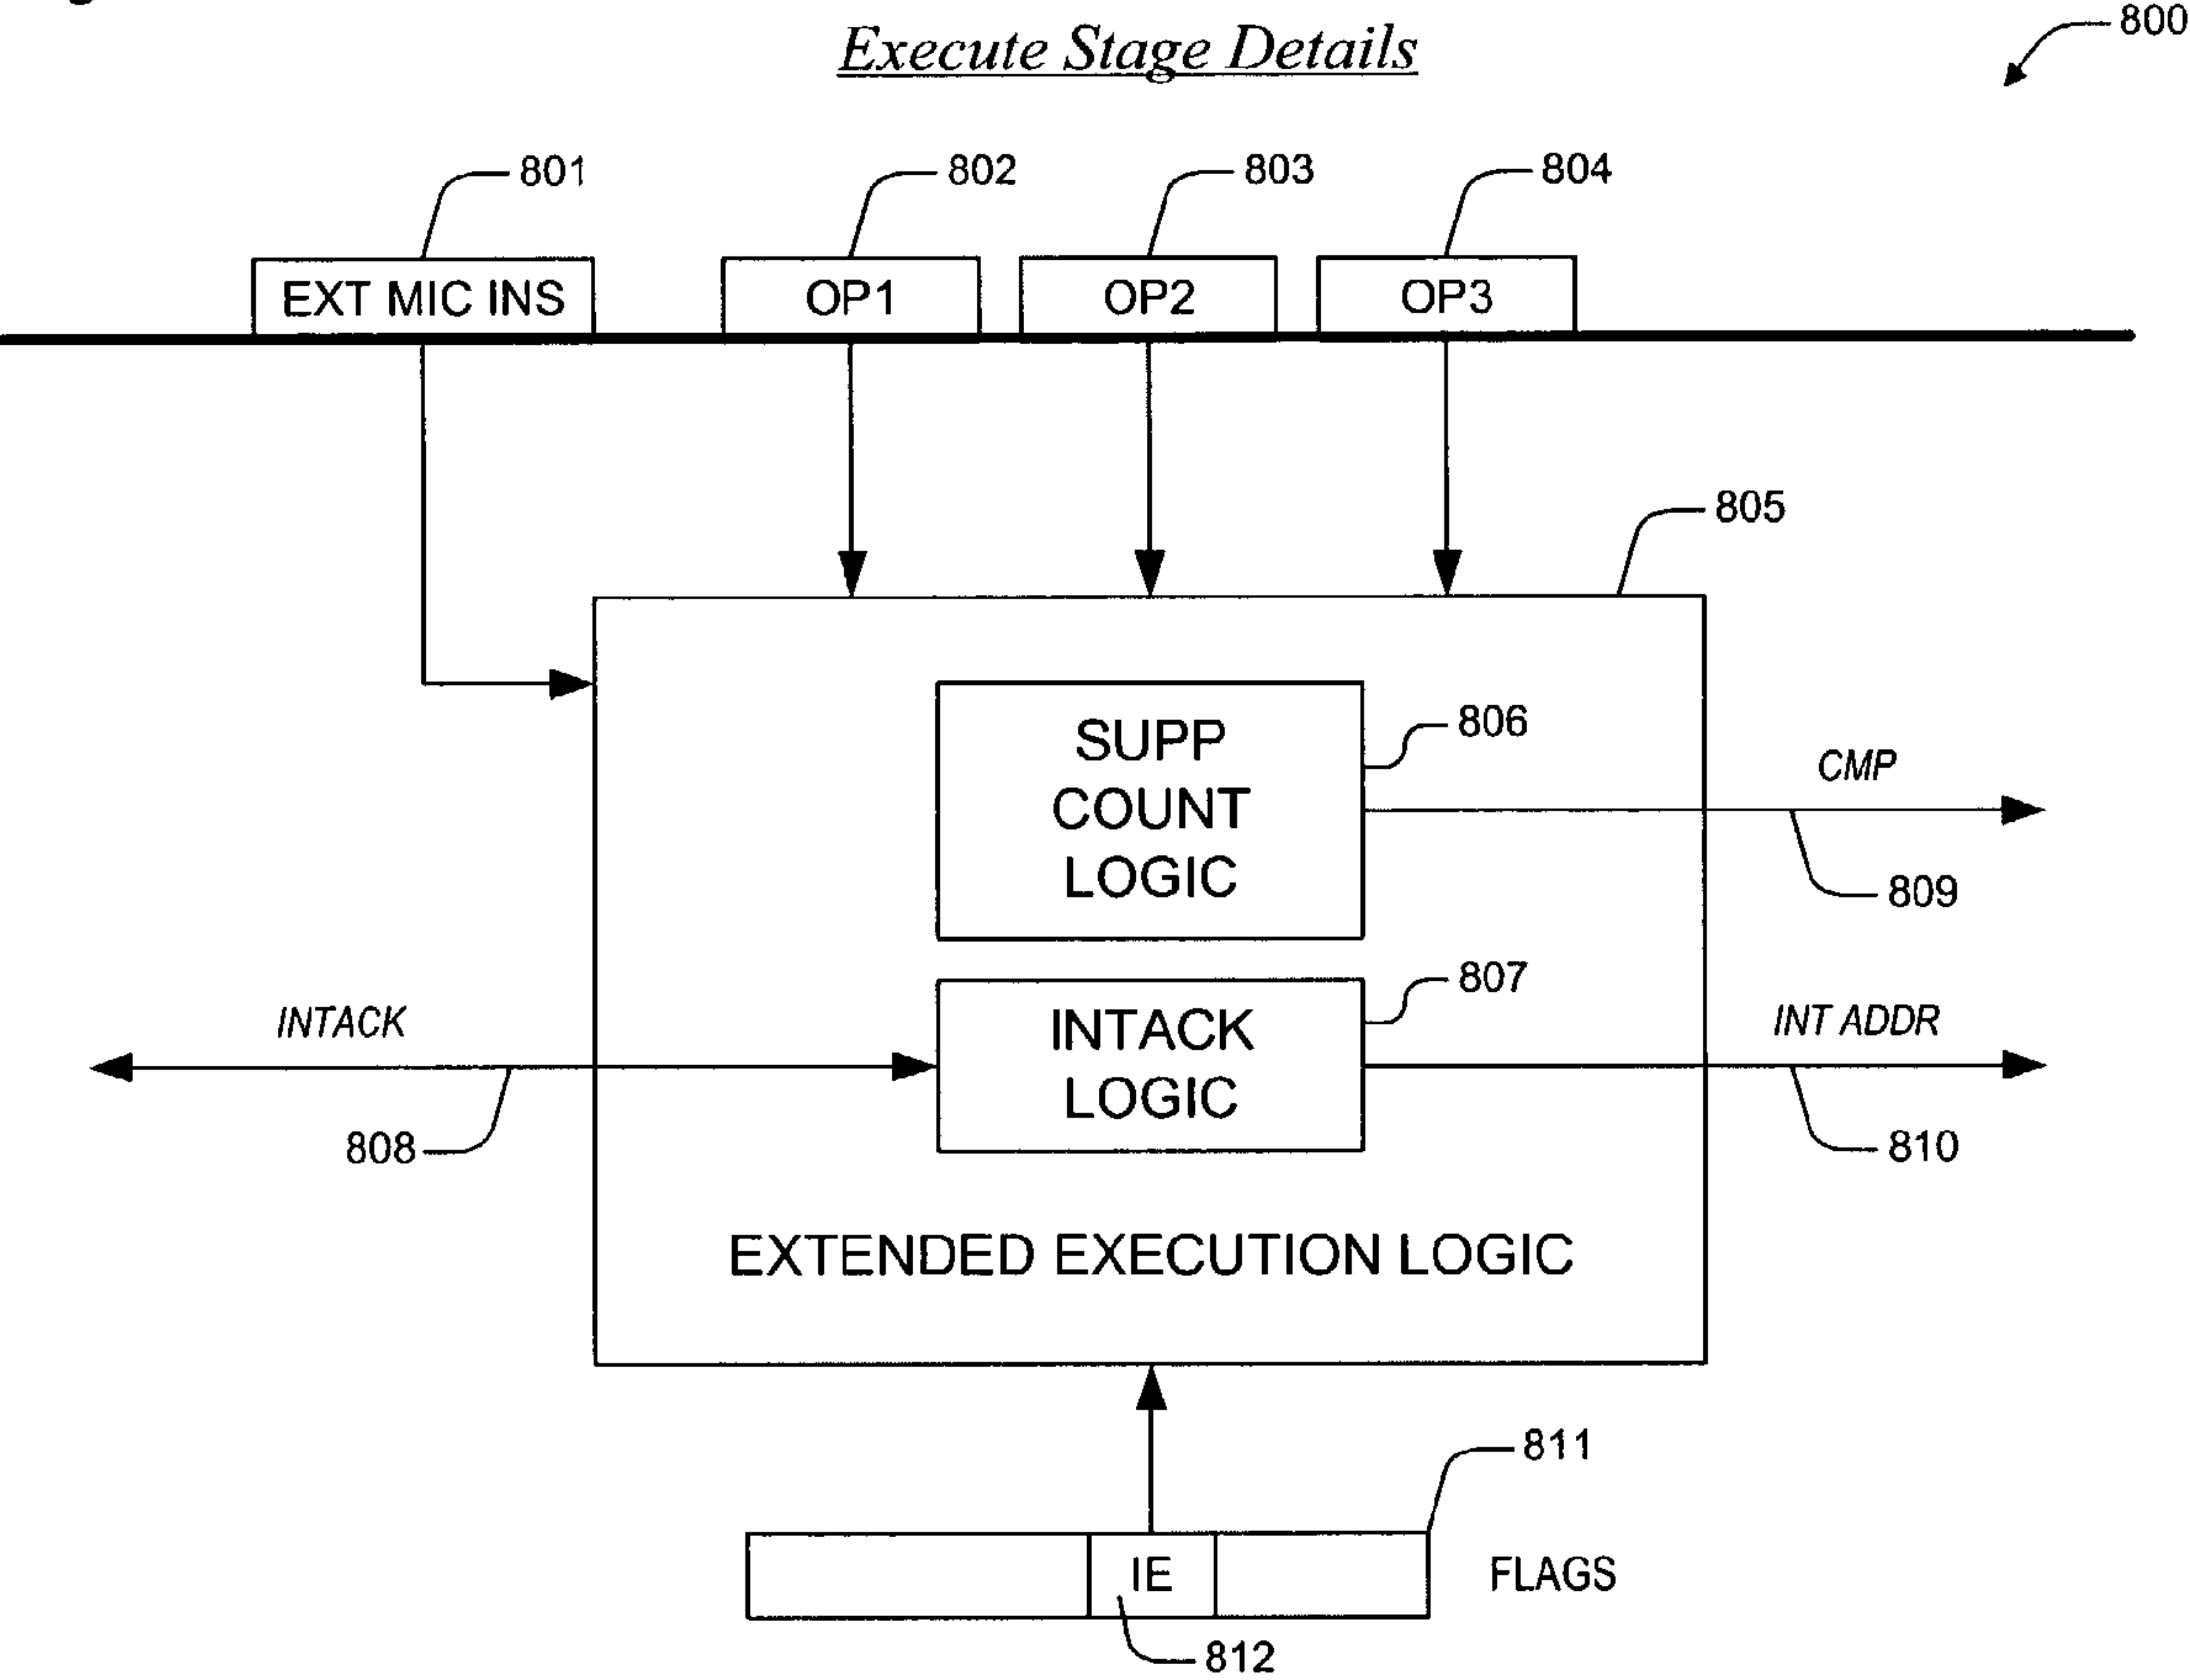 Execute Stage Details
800
801
802
803
804
EXT MIC INS
OP1
OP2
OP3
805
SUPP
COUNT
LOGIC
806
CMP
809
INTACK
INTACK
LOGIC
807
INT ADDR
808
810
EXTENDED EXECUTION LOGIC
811
IE
FLAGS
812